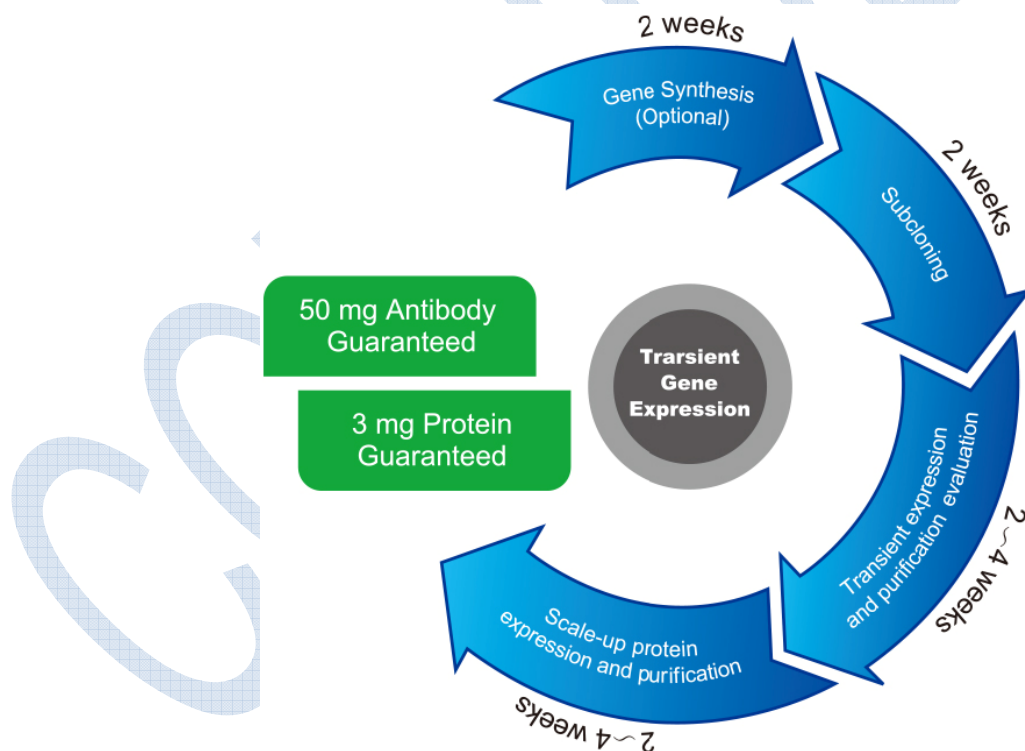 2 weeks
Gene Synthesis
(Optional)
2 weeks
Subcloning
50 mg Antibody
Guaranteed
3 mg Protein
Guaranteed
Trarsient
Gene
Expression
Transient expression
and purification evaluation
2~4 weeks
Scale-up protein
expression and purification
2~4 weeks